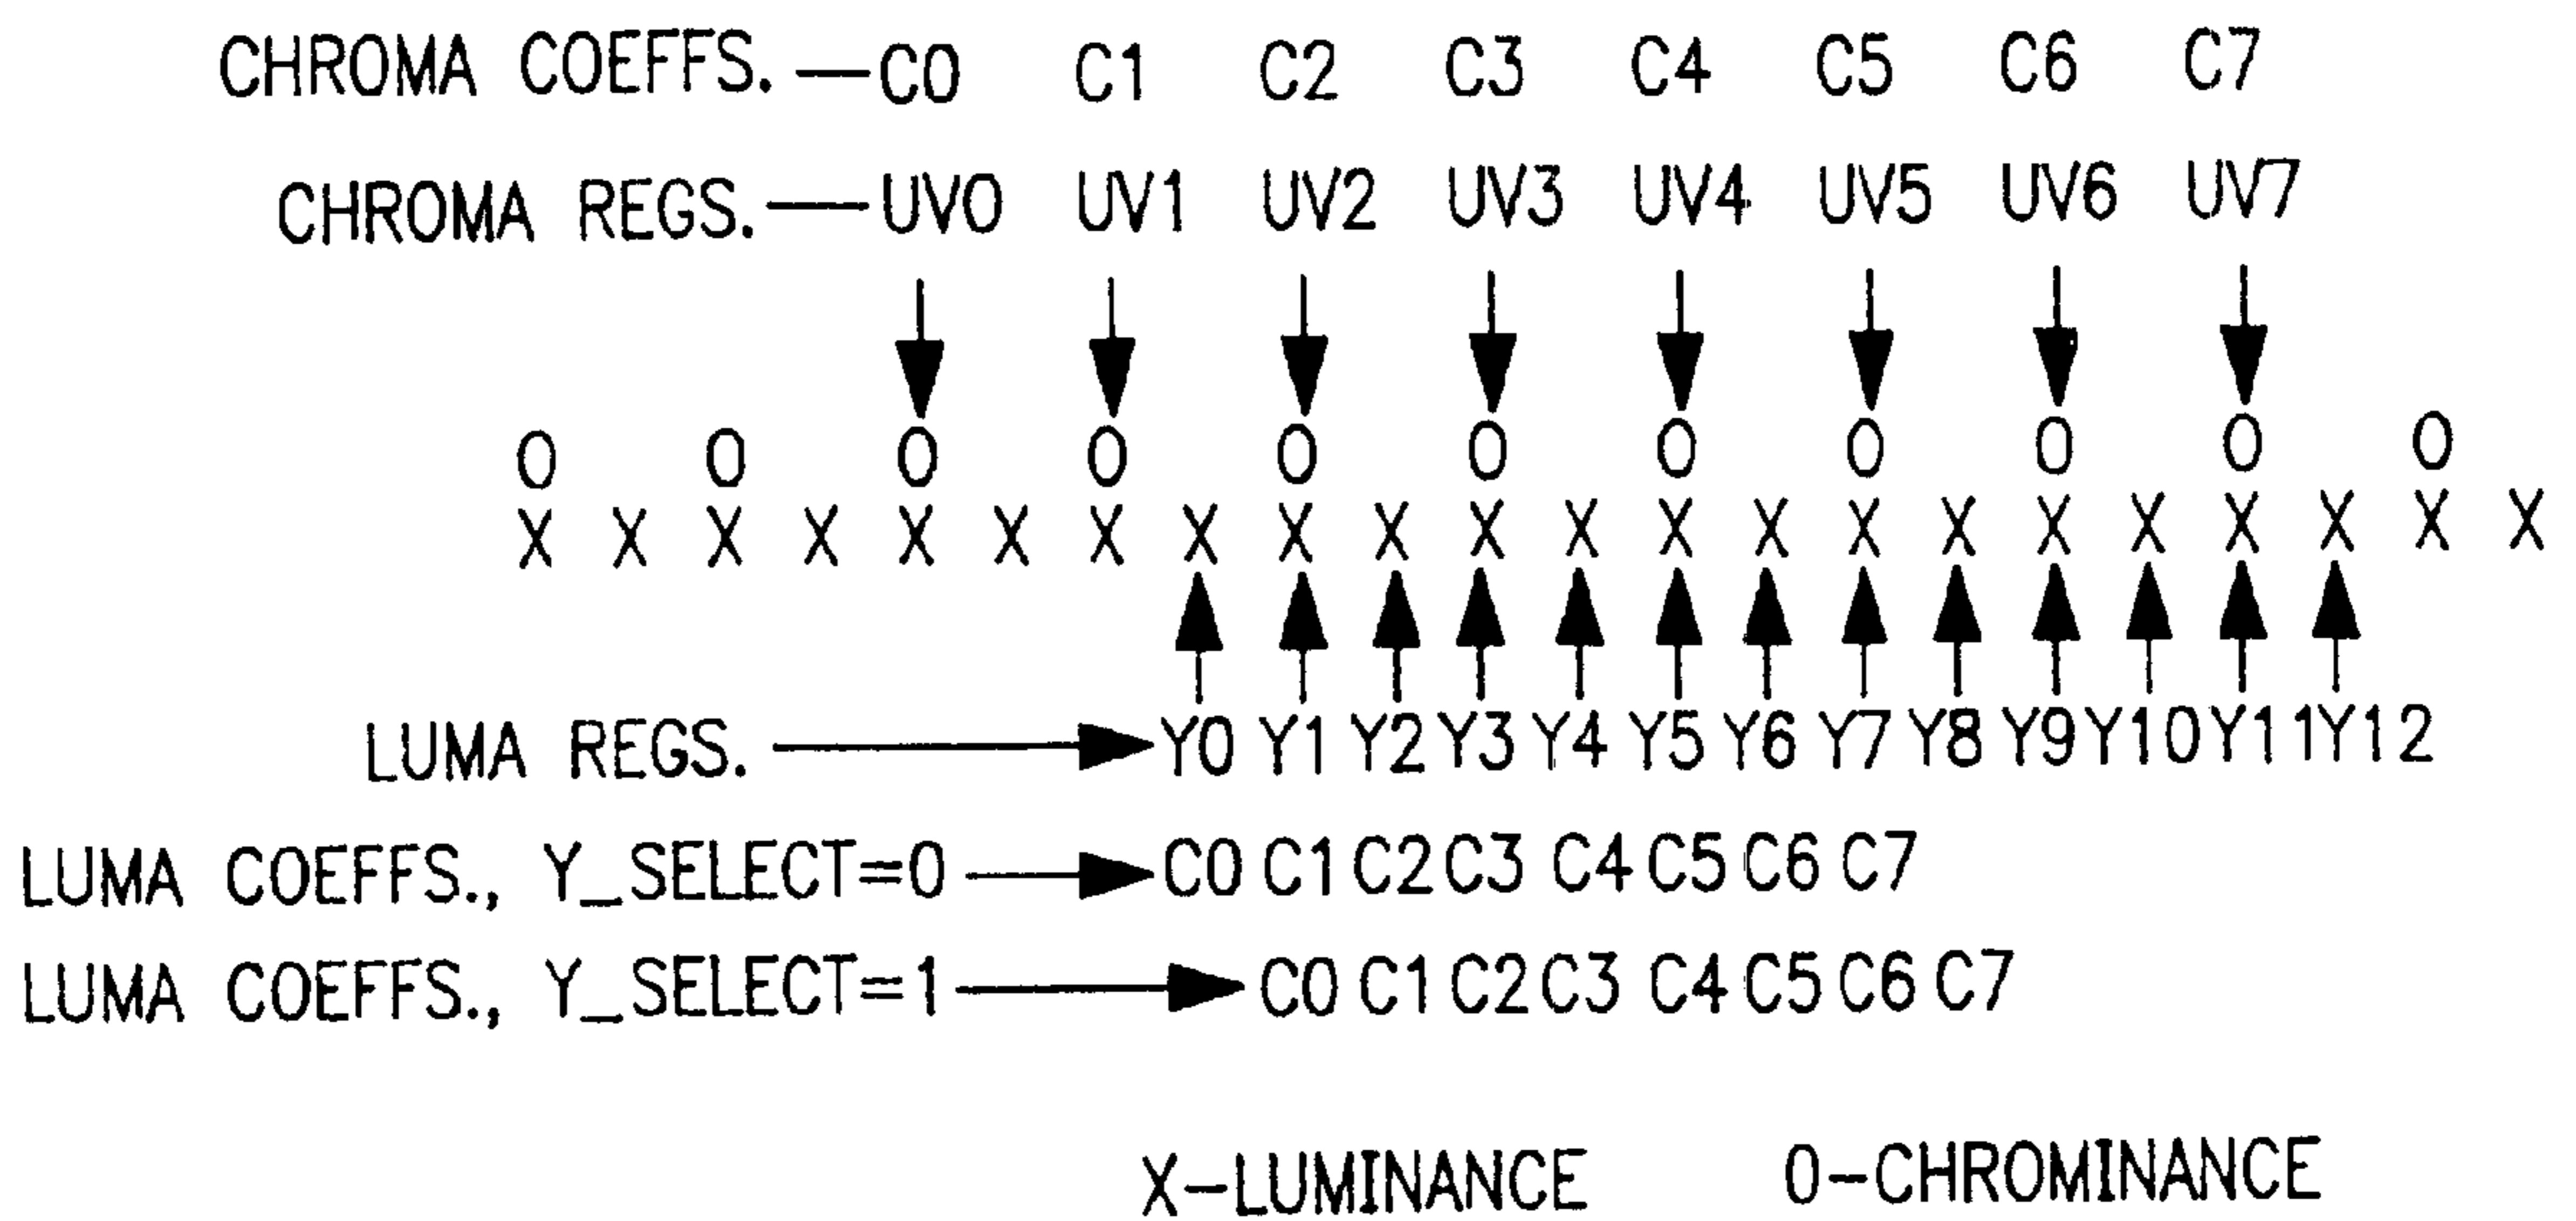 CHROMA COEFFS. — C0 C1 C2 C3 C4 C5 C6 C7
CHROMA REGS. — UV0 UV1 UV2 UV3 UV4 UV5 UV6 UV7
O O O O O O O O O O O
X X X X X X X X X X X X X X X X X X X X X X
LUMA REGS. Y0 Y1 Y2 Y3 Y4 Y5 Y6 Y7 Y8 Y9 Y10 Y11 Y12
LUMA COEFFS., Y_SELECT=0 C0 C1 C2 C3 C4 C5 C6 C7
LUMA COEFFS., Y_SELECT=1 C0 C1 C2 C3 C4 C5 C6 C7
X-LUMINANCE O-CHROMINANCE